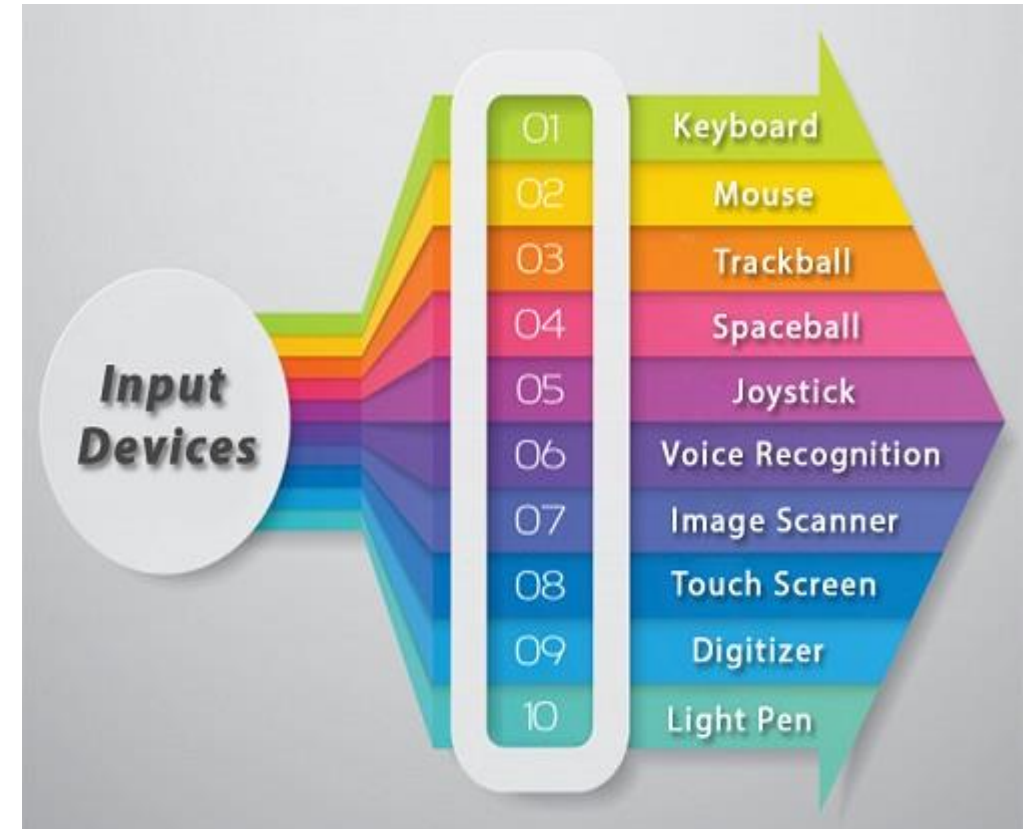 Input
Devices
01 Keyboard
02 Mouse
03 Trackball
04 Spaceball
05 Joystick
06 Voice Recognition
07 Image Scanner
08 Touch Screen
09 Digitizer
10 Light Pen